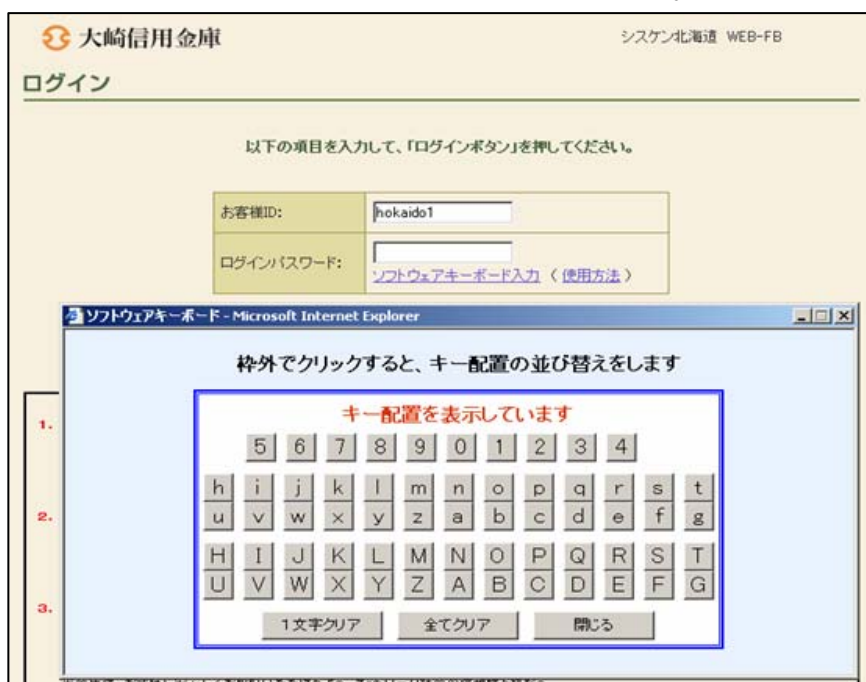 大崎信用金庫
シスケン北海道 WEB-FB
ログイン
以下の項目を入力して、「ログインボタン」を押してください。
お客様ID:
hokaido1
ログインパスワード:
ソフトウェアキーボード入力 ( 使用方法 )
ソフトウェアキーボード - Microsoft Internet Explorer
枠外でクリックすると、キー配置の並び替えをします
キー配置を表示しています
1.
5 6 7 8 9 0 1 2 3 4
h i j k l m n o p q r s t
2.
u v w x y z a b c d e f g
H I J K L M N O P Q R S T
U V W X Y Z A B C D E F G
3.
1文字クリア 全てクリア 閉じる